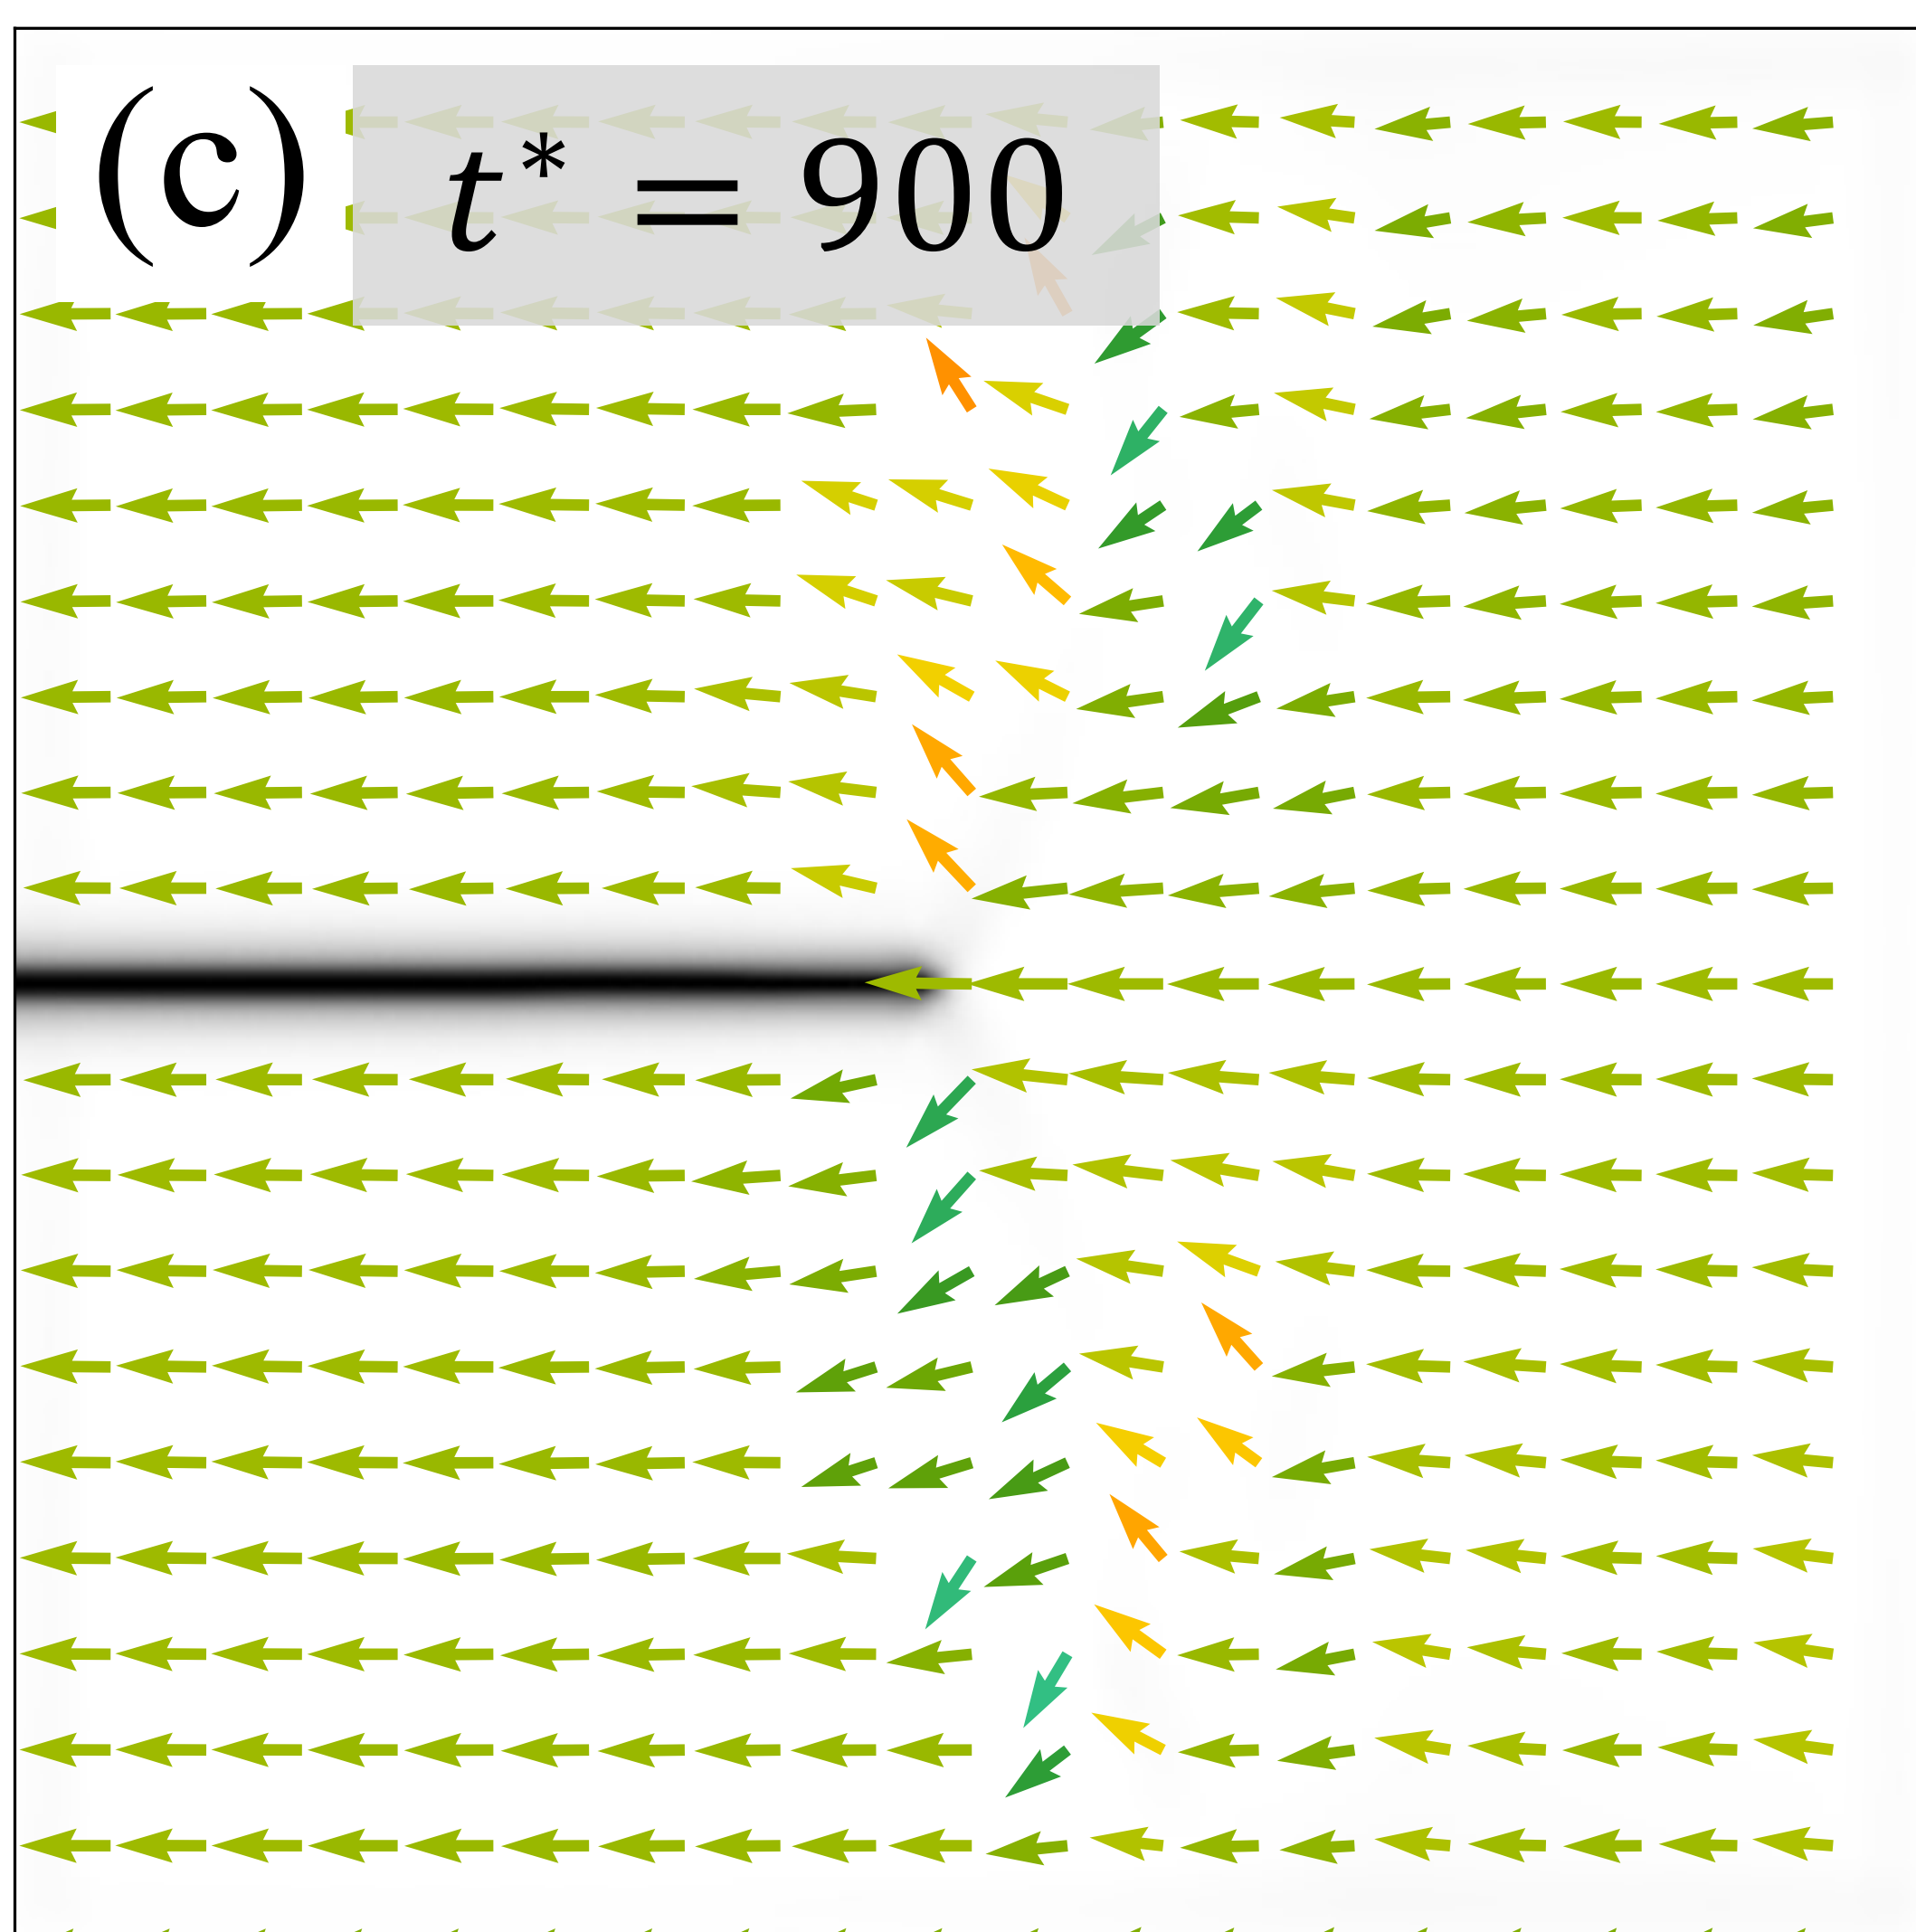 (c) t* = 900